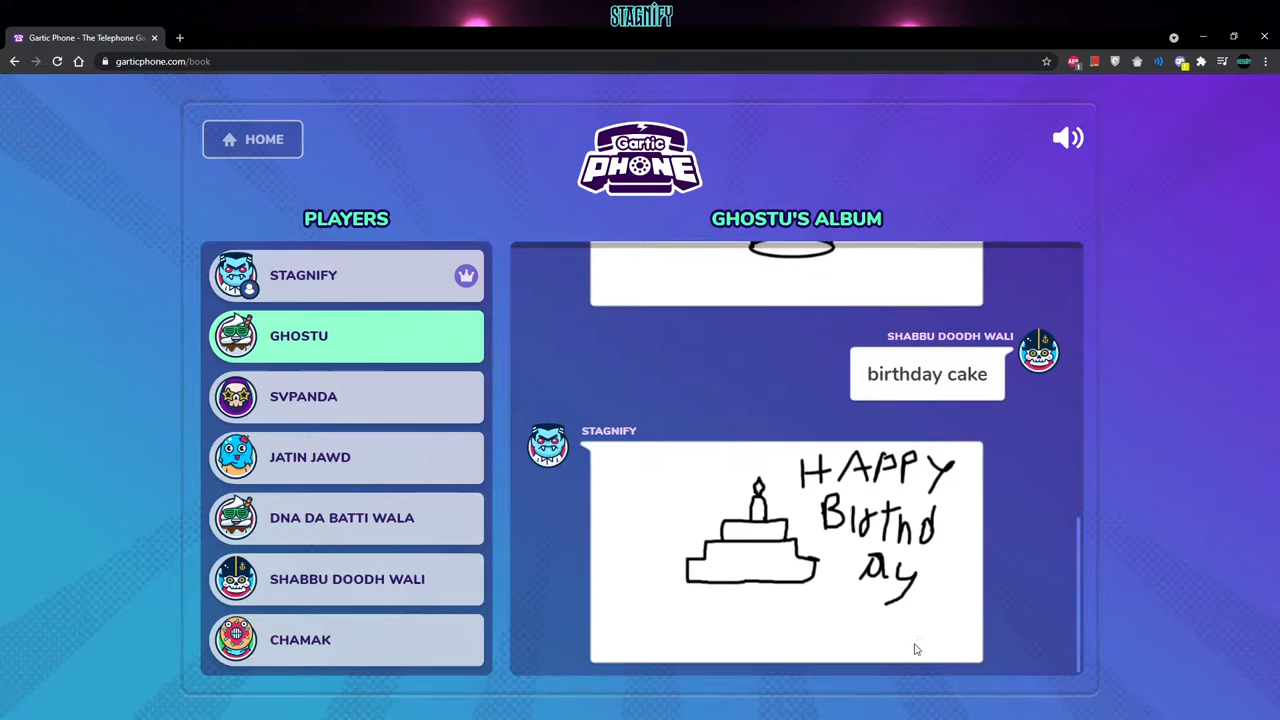 STAGNIFY
Gartic Phone - The Telephone Ga
garticphone.com/book
HOME
Gartic
PHONE
PLAYERS
STAGNIFY
GHOSTU
SVPANDA
JATIN JAWD
DNA DA BATTI WALA
SHABBU DOODH WALI
CHAMAK
GHOSTU'S ALBUM
SHABBU DOODH WALI
birthday cake
STAGNIFY
HAPPY
Birthd
ay